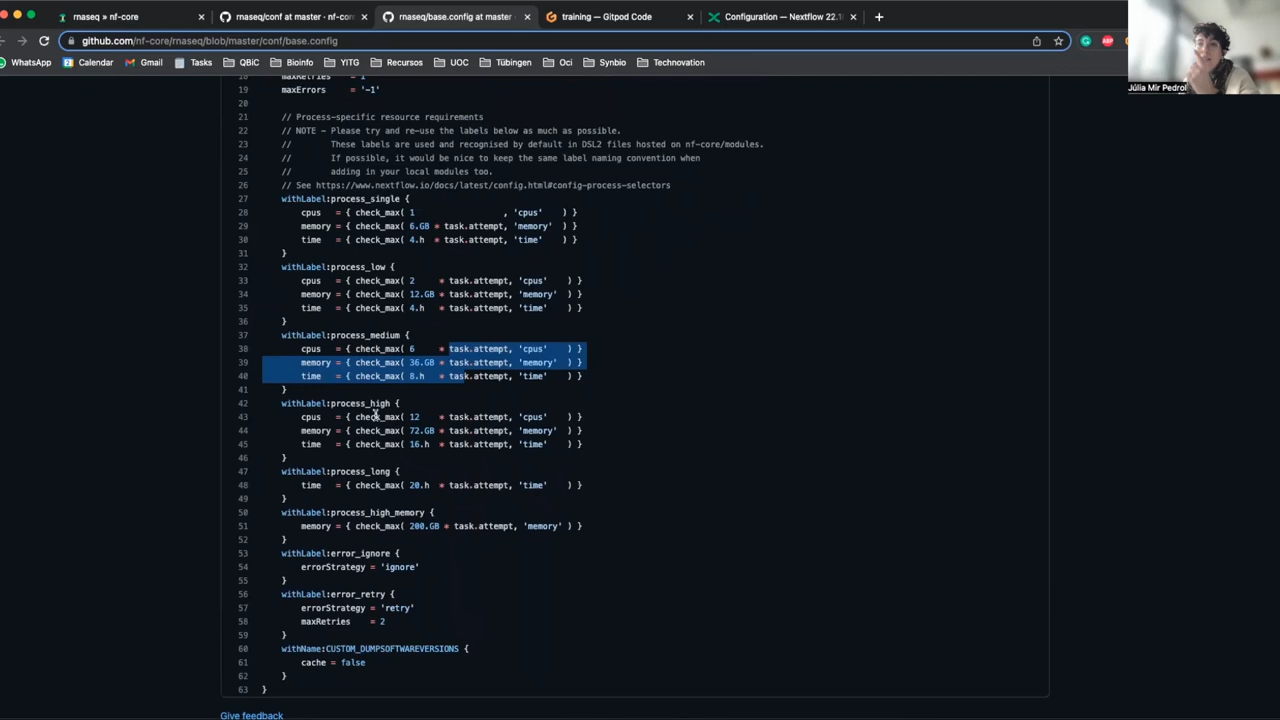 rnaseq » nf-core
rnaseq/conf at master · nf-cor
rnaseq/base.config at master
training — Gitpod Code
Configuration — Nextflow 22.1
github.com/nf-core/rnaseq/blob/master/conf/base.config
ABP
WhatsApp
Calendar
Gmail
Tasks
QBiC
Bioinfo
YITG
Recursos
UOC
Tübingen
Oci
Synbio
Technovation
Júlia Mir Pedrol
18 maxRetries = 1
19 maxErrors = '-1'
20
21 // Process-specific resource requirements
22 // NOTE - Please try and re-use the labels below as much as possible.
23 // These labels are used and recognised by default in DSL2 files hosted on nf-core/modules.
24 // If possible, it would be nice to keep the same label naming convention when
25 // adding in your local modules too.
26 // See https://www.nextflow.io/docs/latest/config.html#config-process-selectors
27 withLabel:process_single {
28 cpus = { check_max( 1 , 'cpus' ) }
29 memory = { check_max( 6.GB * task.attempt, 'memory' ) }
30 time = { check_max( 4.h * task.attempt, 'time' ) }
31 }
32 withLabel:process_low {
33 cpus = { check_max( 2 * task.attempt, 'cpus' ) }
34 memory = { check_max( 12.GB * task.attempt, 'memory' ) }
35 time = { check_max( 4.h * task.attempt, 'time' ) }
36 }
37 withLabel:process_medium {
38 cpus = { check_max( 6 * task.attempt, 'cpus' ) }
39 memory = { check_max( 36.GB * task.attempt, 'memory' ) }
40 time = { check_max( 8.h * task.attempt, 'time' ) }
41 }
42 withLabel:process_high {
43 cpus = { check_max( 12 * task.attempt, 'cpus' ) }
44 memory = { check_max( 72.GB * task.attempt, 'memory' ) }
45 time = { check_max( 16.h * task.attempt, 'time' ) }
46 }
47 withLabel:process_long {
48 time = { check_max( 20.h * task.attempt, 'time' ) }
49 }
50 withLabel:process_high_memory {
51 memory = { check_max( 200.GB * task.attempt, 'memory' ) }
52 }
53 withLabel:error_ignore {
54 errorStrategy = 'ignore'
55 }
56 withLabel:error_retry {
57 errorStrategy = 'retry'
58 maxRetries = 2
59 }
60 withName:CUSTOM_DUMPSOFTWAREVERSIONS {
61 cache = false
62 }
63 }
Give feedback